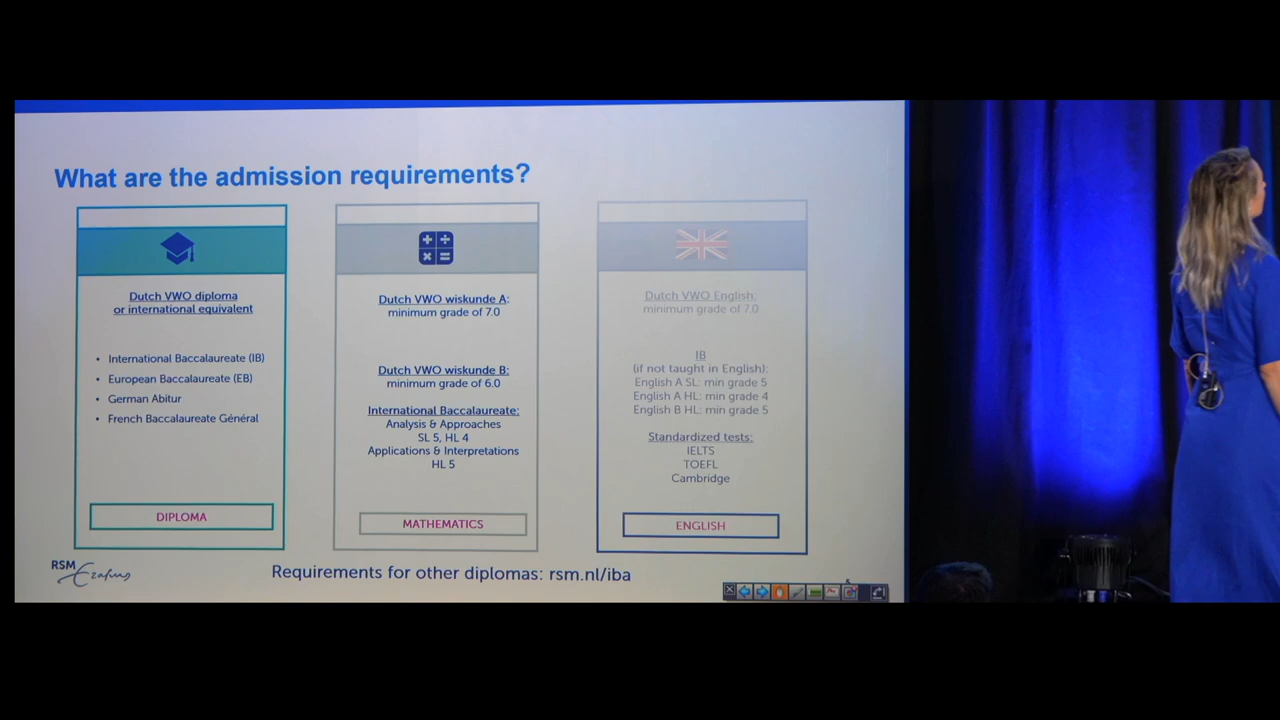 What are the admission requirements?
Dutch VWO diploma
or international equivalent
• International Baccalaureate (IB)
• European Baccalaureate (EB)
• German Abitur
• French Baccalaureate Général
DIPLOMA
Dutch VWO wiskunde A:
minimum grade of 7.0
Dutch VWO wiskunde B:
minimum grade of 6.0
International Baccalaureate:
Analysis & Approaches
SL 5, HL 4
Applications & Interpretations
HL 5
MATHEMATICS
Dutch VWO English:
minimum grade of 7.0
IB
(if not taught in English):
English A SL: min grade 5
English A HL: min grade 4
English B HL: min grade 5
Standardized tests:
IELTS
TOEFL
Cambridge
ENGLISH
RSM
Erasmus
Requirements for other diplomas: rsm.nl/iba